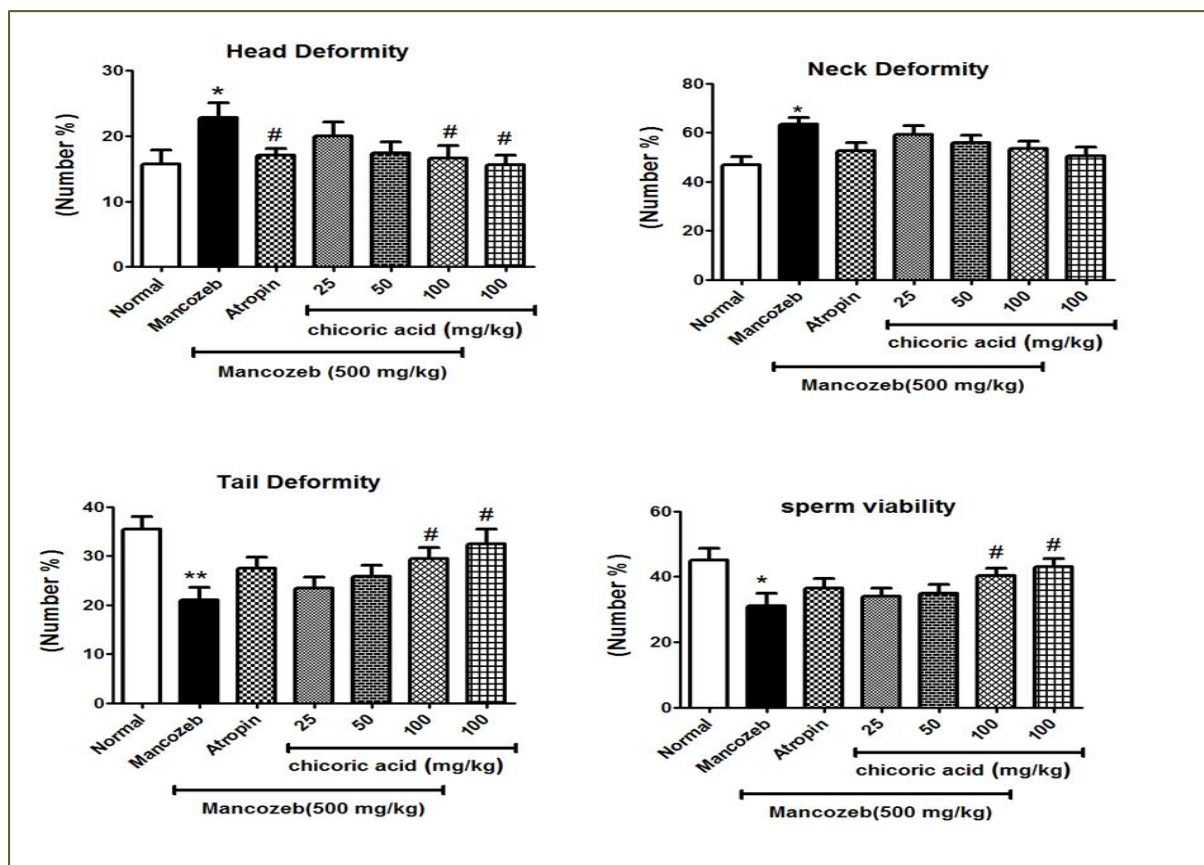 Head Deformity
(Number %)
30
20
10
0
*
#
#
#
Normal
Mancozeb
Atropin
25
50
100
100
chicoric acid (mg/kg)
Mancozeb (500 mg/kg)
Neck Deformity
(Number %)
80
60
40
20
0
*
Normal
Mancozeb
Atropin
25
50
100
100
chicoric acid (mg/kg)
Mancozeb(500 mg/kg)
Tail Deformity
(Number %)
40
30
20
10
0
**
#
#
Normal
Mancozeb
Atropin
25
50
100
100
chicoric acid (mg/kg)
Mancozeb(500 mg/kg)
sperm viability
(Number %)
60
40
20
0
*
#
#
Normal
Mancozeb
Atropin
25
50
100
100
chicoric acid (mg/kg)
Mancozeb(500 mg/kg)